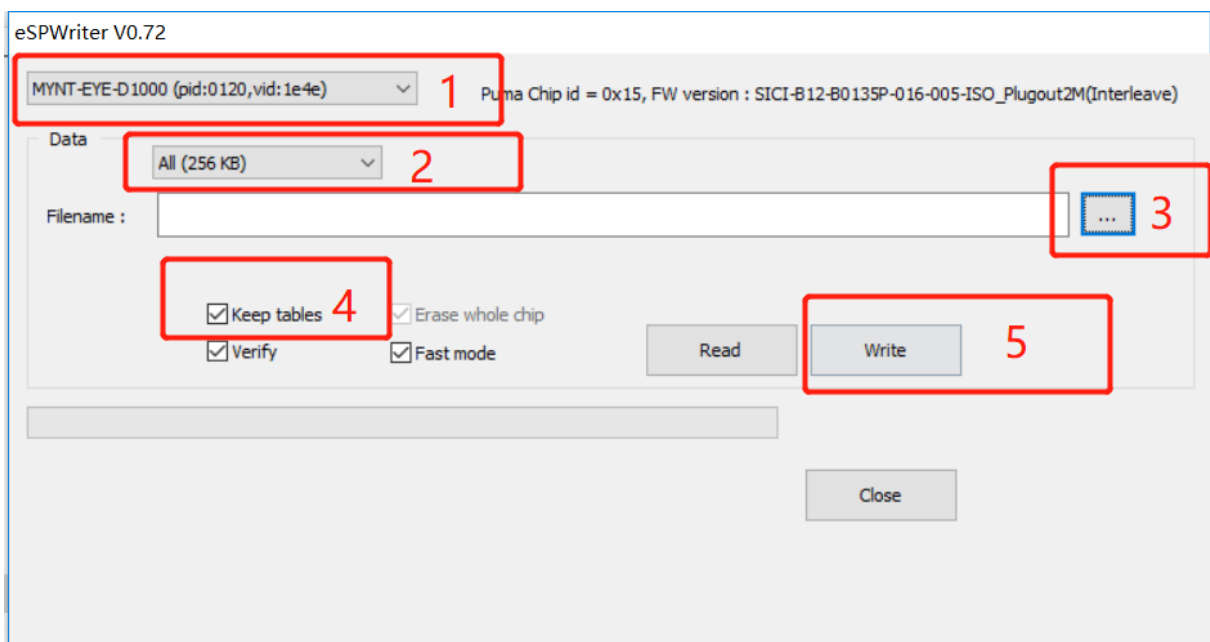 eSPWriter V0.72
MYNT-EYE-D1000 (pid:0120,vid:1e4e)
1
Puma Chip id = 0x15, FW version : SICI-B12-B0135P-016-005-ISO_Plugout2M(Interleave)
Data
All (256 KB)
2
Filename :
...
3
Keep tables
4
Erase whole chip
Verify
Fast mode
Read
Write
5
Close